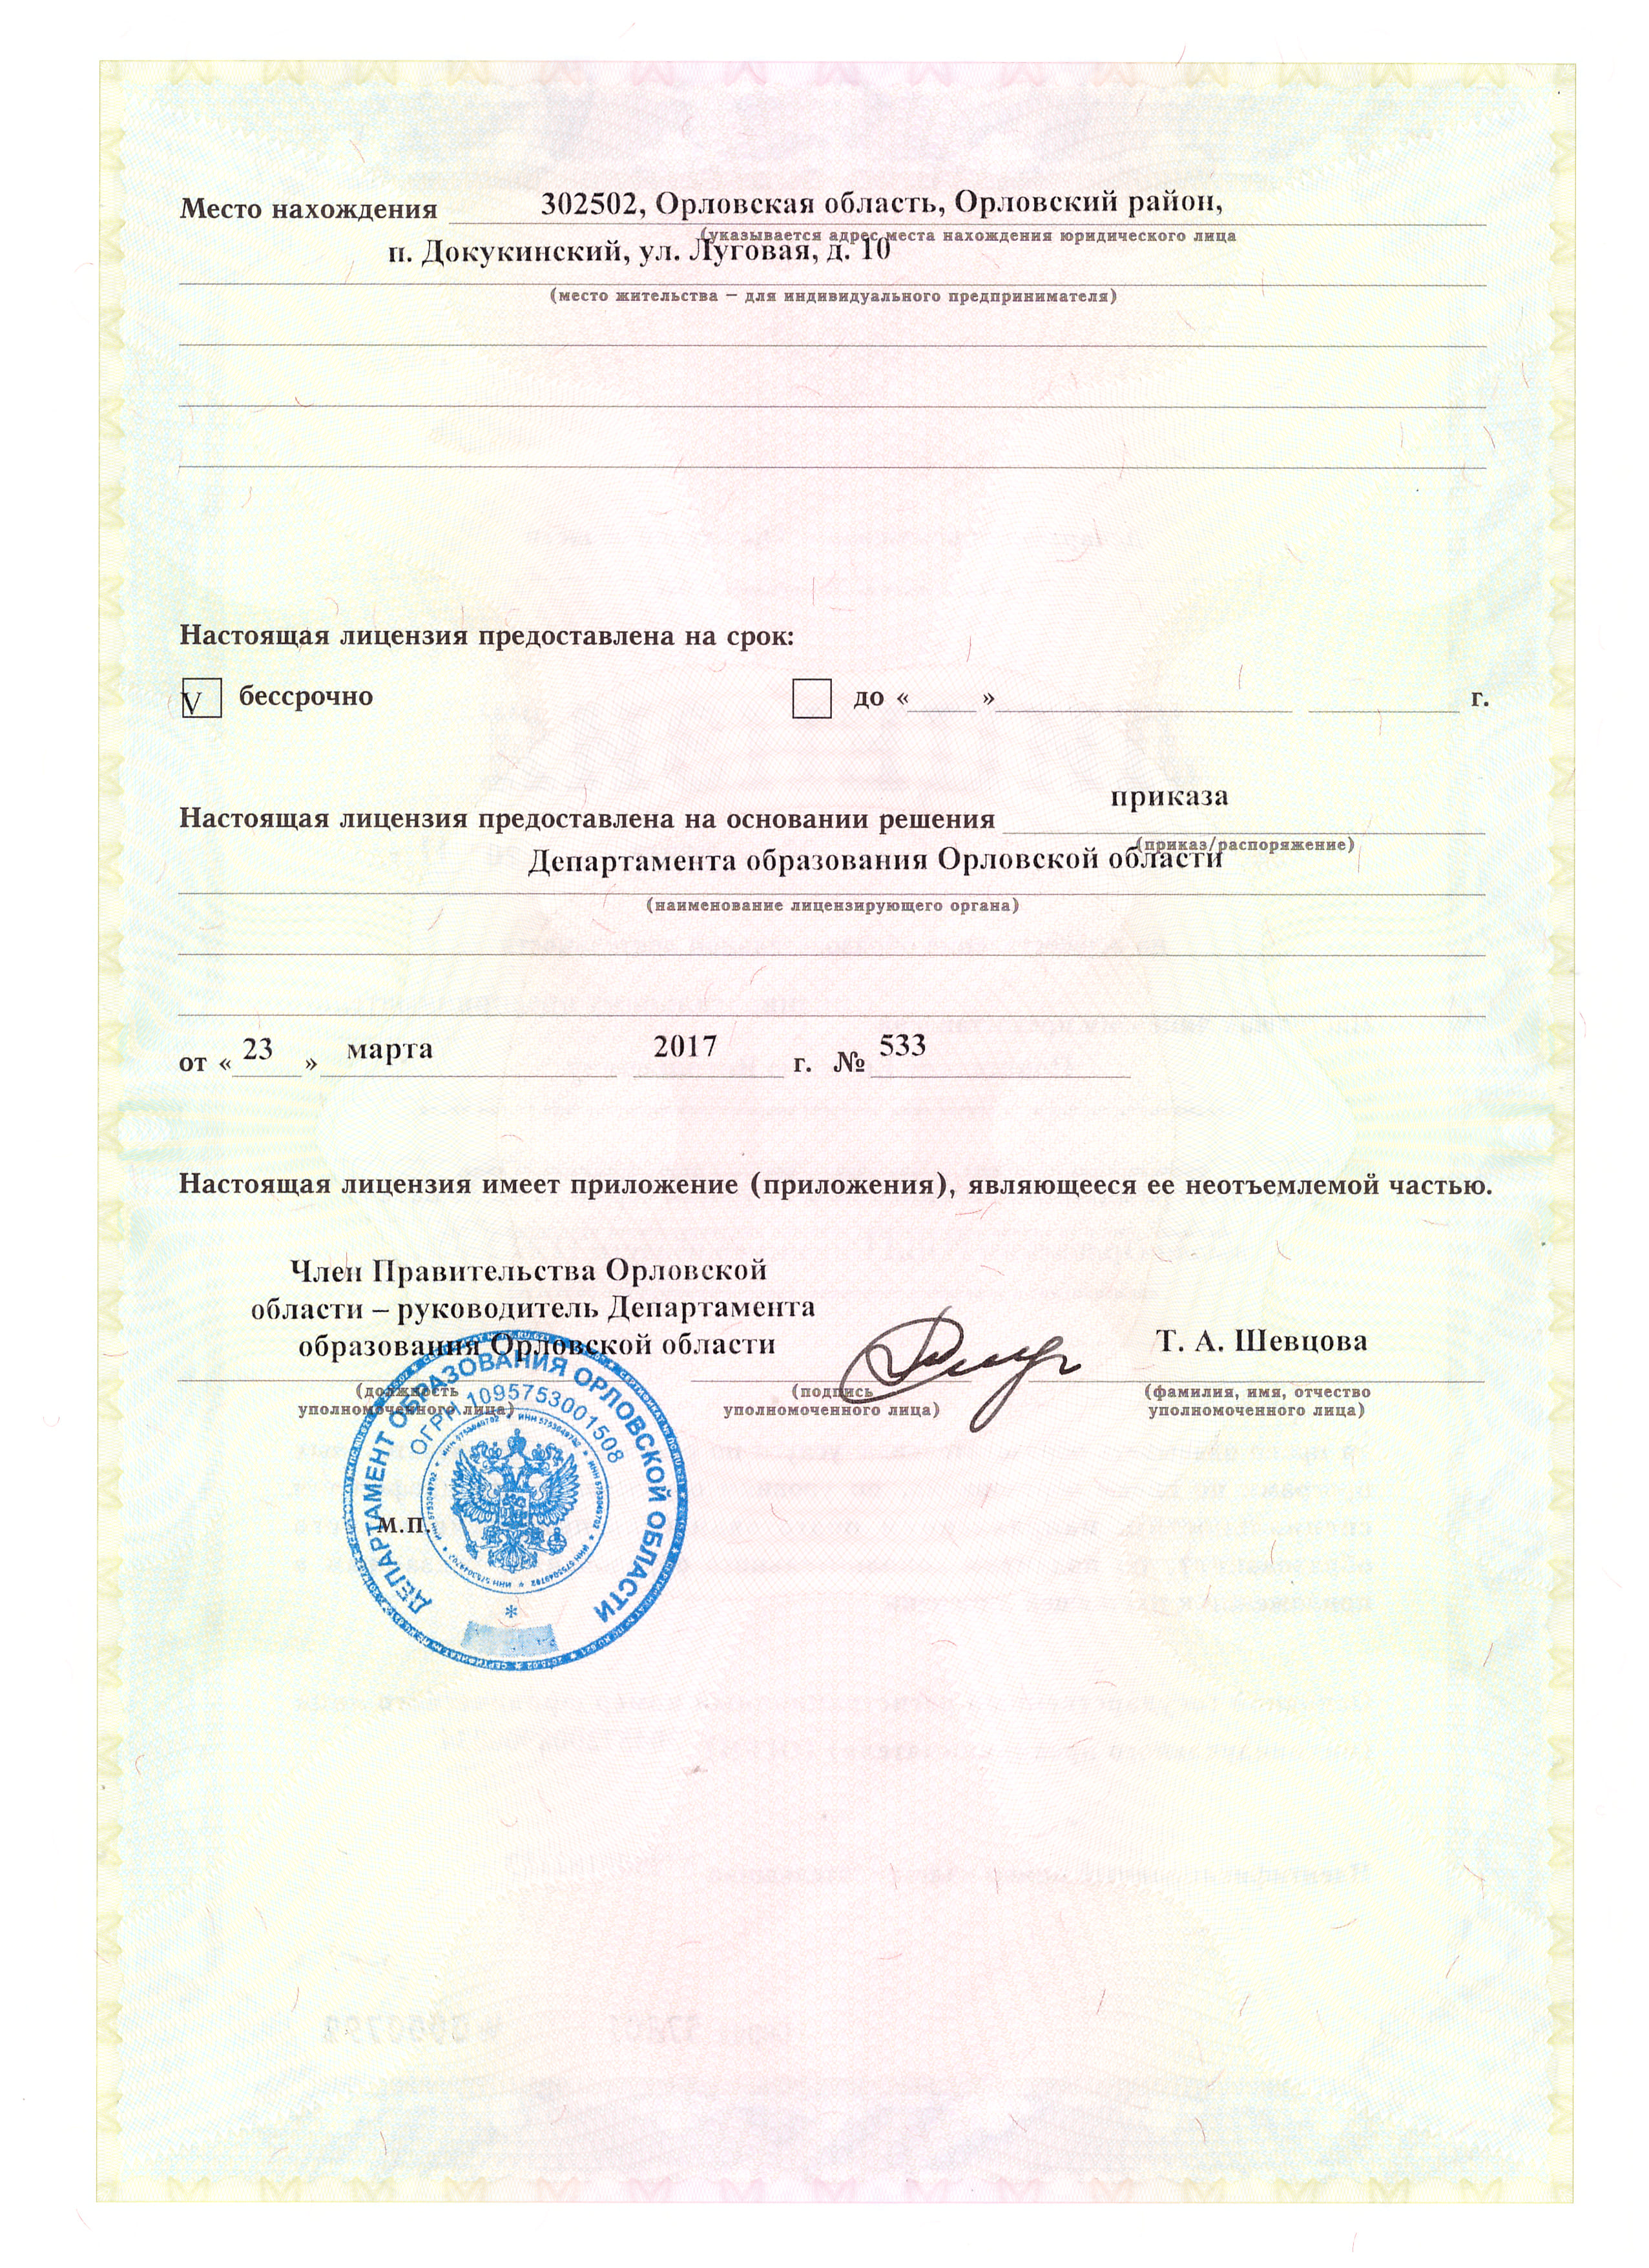 Место нахождения 302502, Орловская область, Орловский район,
(указывается адрес места нахождения юридического лица
п. Докукинский, ул. Луговая, д. 10
(место жительства – для индивидуального предпринимателя)
Настоящая лицензия предоставлена на срок:
V бессрочно до « » г.
Настоящая лицензия предоставлена на основании решения приказа
(приказ/распоряжение)
Департамента образования Орловской области
(наименование лицензирующего органа)
от « 23 » марта 2017 г. № 533
Настоящая лицензия имеет приложение (приложения), являющееся ее неотъемлемой частью.
Член Правительства Орловской
области – руководитель Департамента
образования Орловской области
Т. А. Шевцова
(должность
уполномоченного лица)
(подпись
уполномоченного лица)
(фамилия, имя, отчество
уполномоченного лица)
ДЕПАРТАМЕНТ ОБРАЗОВАНИЯ ОРЛОВСКОЙ ОБЛАСТИ
ОГРН 1095753001508
ИНН 5753049702
М.П.